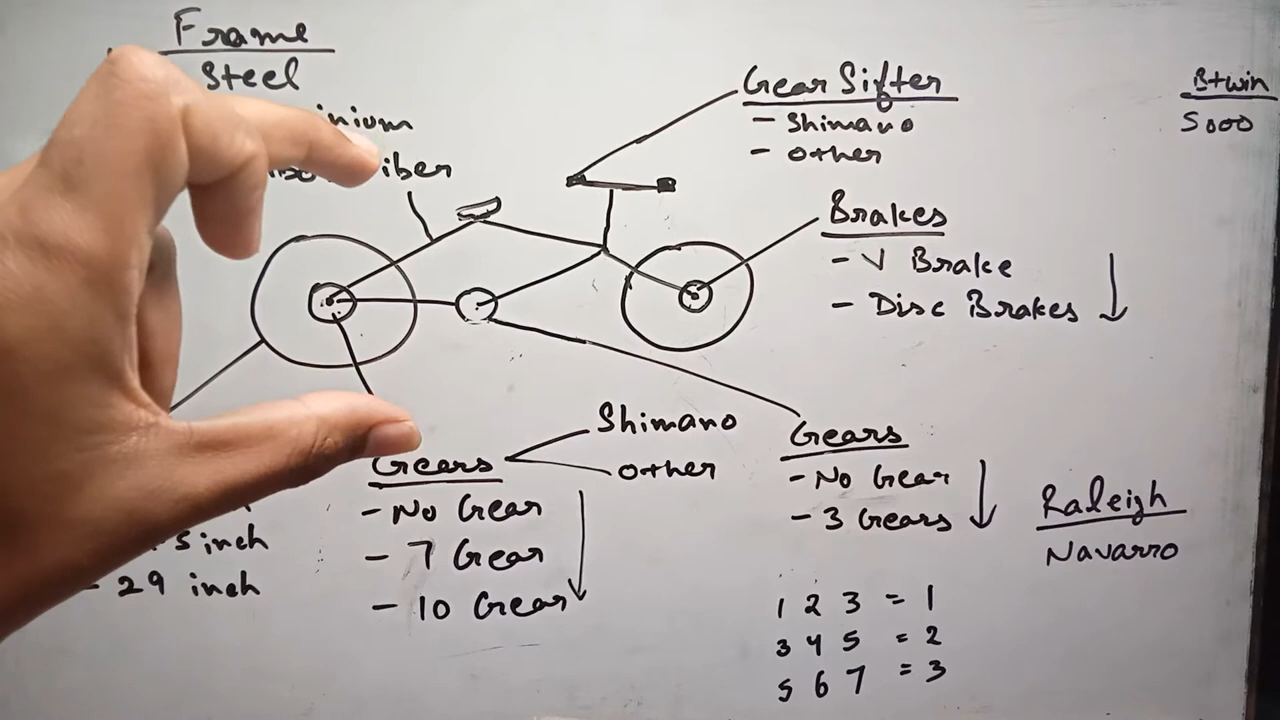 Frame
Steel
Gear Sifter
- Shimano
- Other
Btwin
5000
Brakes
- V Brake
- Disc Brakes
Gears
Shimano
Other
- No Gear
- 7 Gear
- 10 Gear
Gears
- No Gear
- 3 Gears
Raleigh
Navarro
inch
- 29 inch
1 2 3 = 1
3 4 5 = 2
5 6 7 = 3